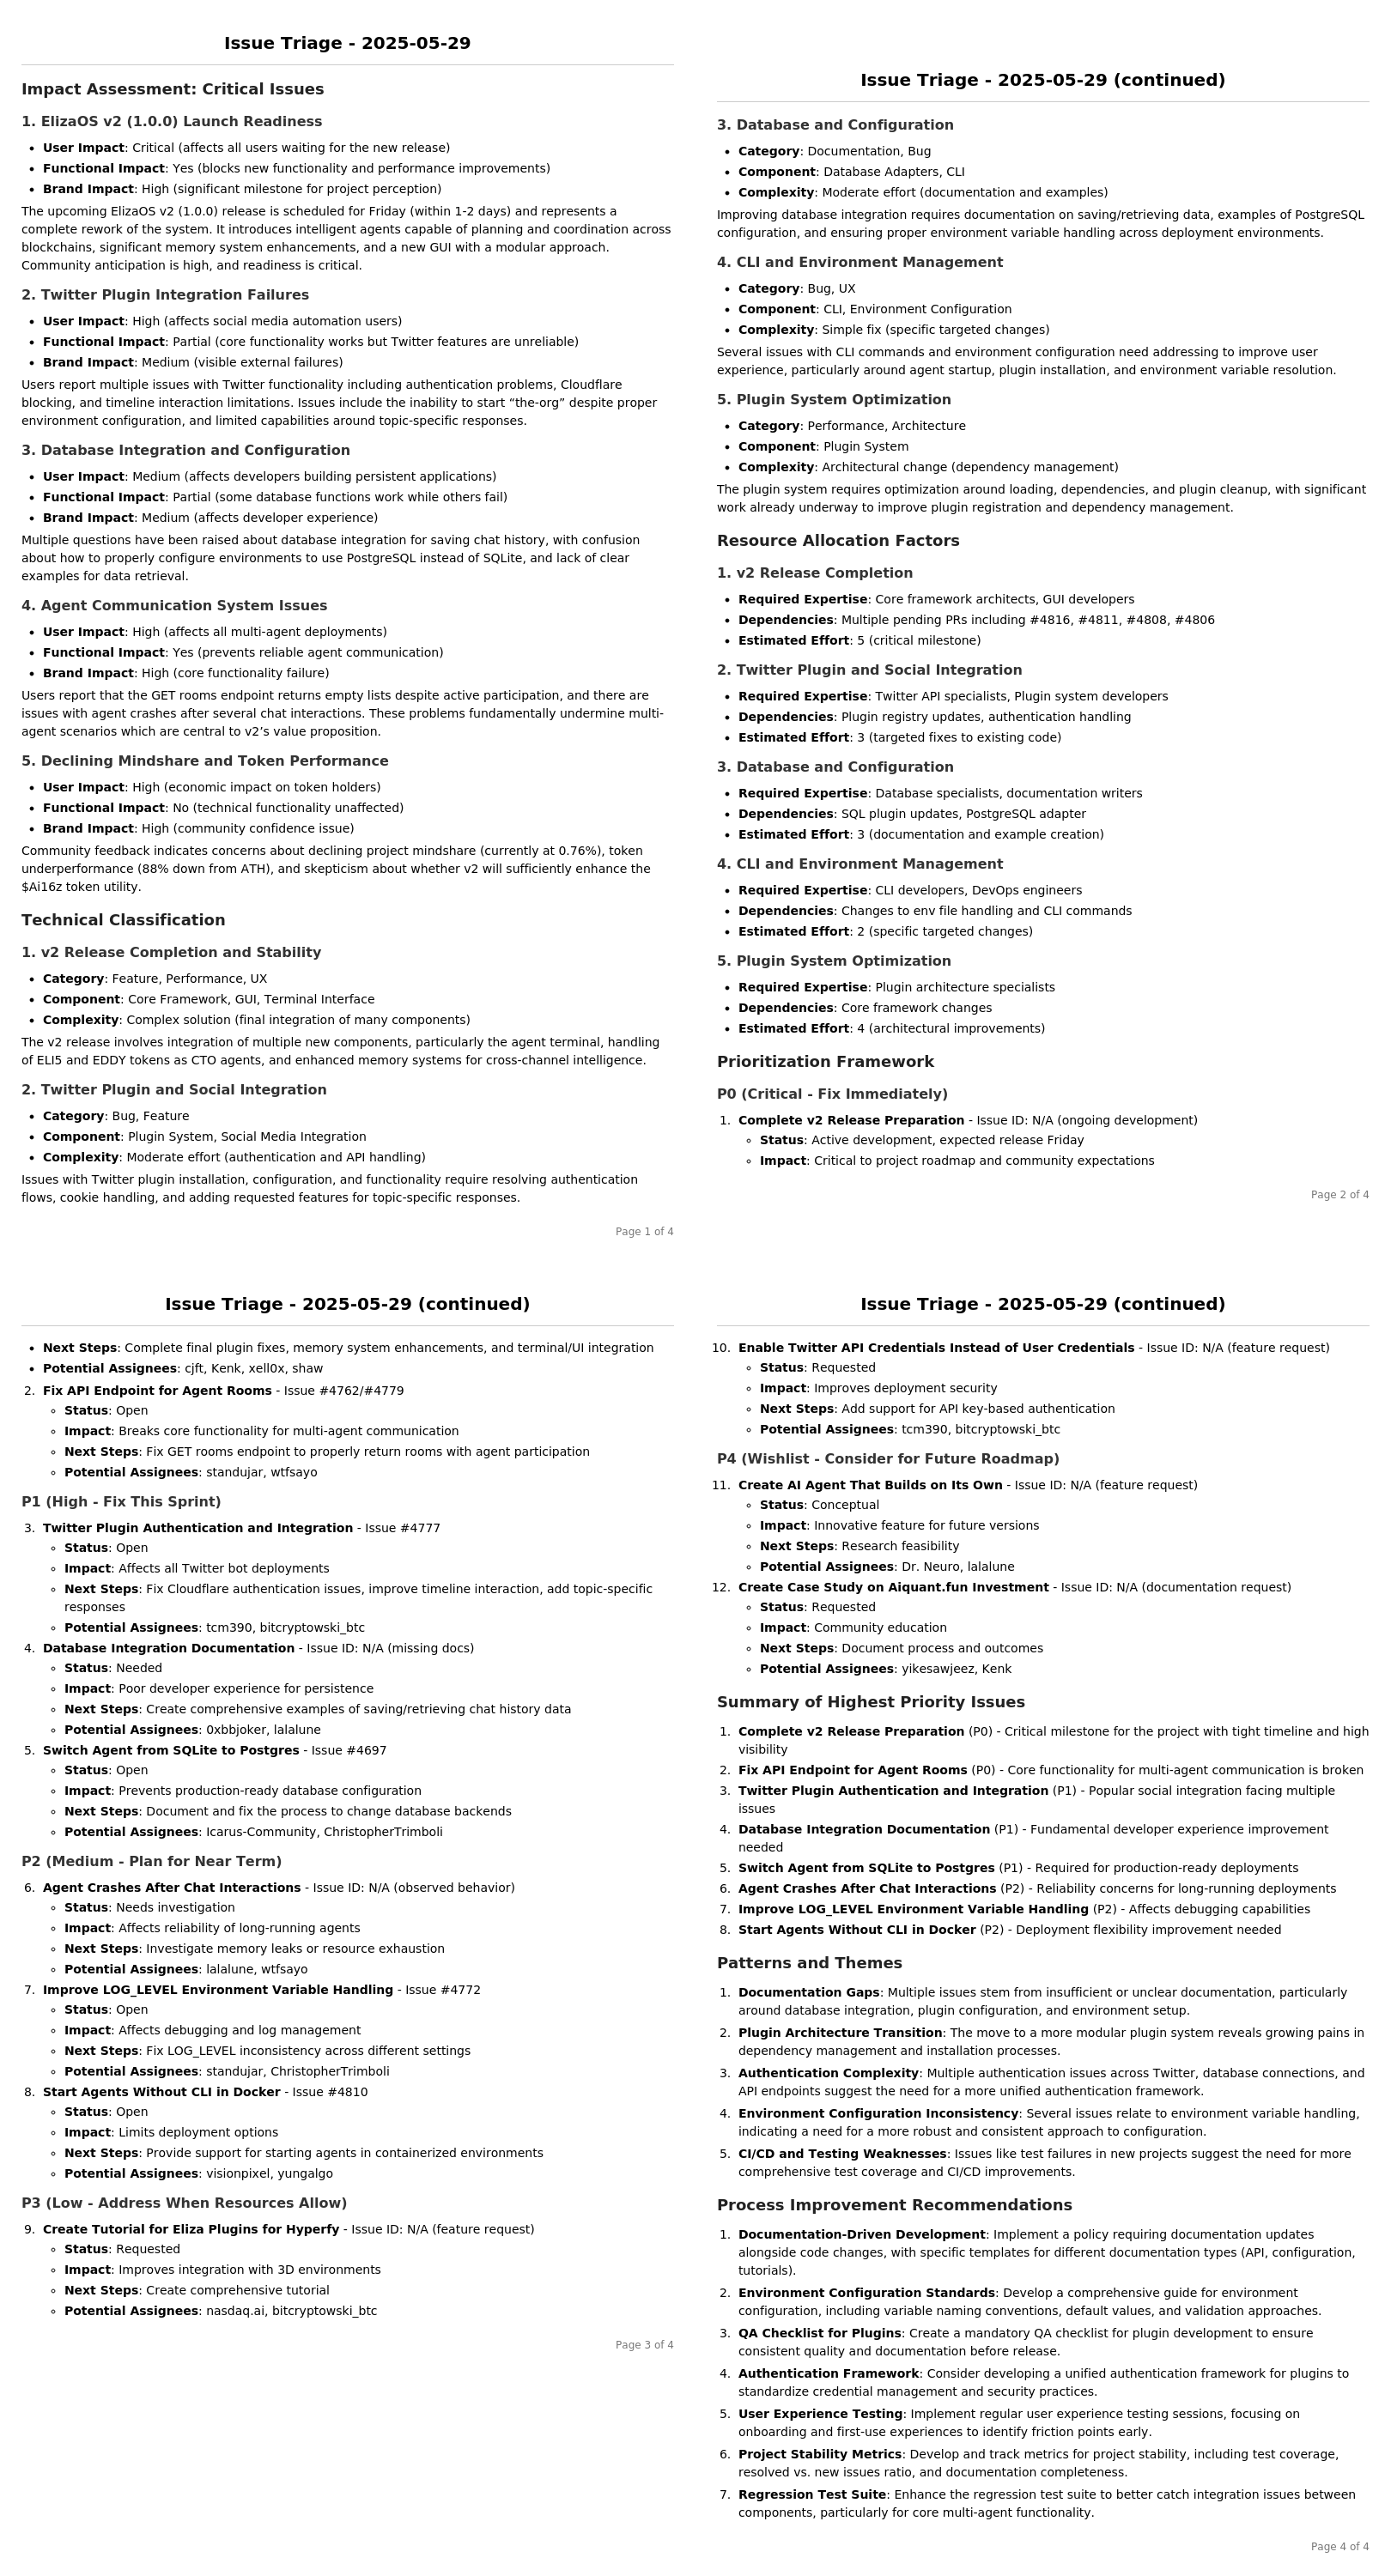 Issue Triage - 2025-05-29
Impact Assessment: Critical Issues
1. ElizaOS v2 (1.0.0) Launch Readiness
• User Impact: Critical (affects all users waiting for the new release)
• Functional Impact: Yes (blocks new functionality and performance improvements)
• Brand Impact: High (significant milestone for project perception)
The upcoming ElizaOS v2 (1.0.0) release is scheduled for Friday (within 1-2 days) and represents a
complete rework of the system. It introduces intelligent agents capable of planning and coordination across
blockchains, significant memory system enhancements, and a new GUI with a modular approach.
Community anticipation is high, and readiness is critical.
2. Twitter Plugin Integration Failures
• User Impact: High (affects social media automation users)
• Functional Impact: Partial (core functionality works but Twitter features are unreliable)
• Brand Impact: Medium (visible external failures)
Users report multiple issues with Twitter functionality including authentication problems, Cloudflare
blocking, and timeline interaction limitations. Issues include the inability to start “the-org” despite proper
environment configuration, and limited capabilities around topic-specific responses.
3. Database Integration and Configuration
• User Impact: Medium (affects developers building persistent applications)
• Functional Impact: Partial (some database functions work while others fail)
• Brand Impact: Medium (affects developer experience)
Multiple questions have been raised about database integration for saving chat history, with confusion
about how to properly configure environments to use PostgreSQL instead of SQLite, and lack of clear
examples for data retrieval.
4. Agent Communication System Issues
• User Impact: High (affects all multi-agent deployments)
• Functional Impact: Yes (prevents reliable agent communication)
• Brand Impact: High (core functionality failure)
Users report that the GET rooms endpoint returns empty lists despite active participation, and there are
issues with agent crashes after several chat interactions. These problems fundamentally undermine multi-
agent scenarios which are central to v2’s value proposition.
5. Declining Mindshare and Token Performance
• User Impact: High (economic impact on token holders)
• Functional Impact: No (technical functionality unaffected)
• Brand Impact: High (community confidence issue)
Community feedback indicates concerns about declining project mindshare (currently at 0.76%), token
underperformance (88% down from ATH), and skepticism about whether v2 will sufficiently enhance the
$Ai16z token utility.
Technical Classification
1. v2 Release Completion and Stability
• Category: Feature, Performance, UX
• Component: Core Framework, GUI, Terminal Interface
• Complexity: Complex solution (final integration of many components)
The v2 release involves integration of multiple new components, particularly the agent terminal, handling
of ELI5 and EDDY tokens as CTO agents, and enhanced memory systems for cross-channel intelligence.
2. Twitter Plugin and Social Integration
• Category: Bug, Feature
• Component: Plugin System, Social Media Integration
• Complexity: Moderate effort (authentication and API handling)
Issues with Twitter plugin installation, configuration, and functionality require resolving authentication
flows, cookie handling, and adding requested features for topic-specific responses.
Page 1 of 4
Issue Triage - 2025-05-29 (continued)
3. Database and Configuration
• Category: Documentation, Bug
• Component: Database Adapters, CLI
• Complexity: Moderate effort (documentation and examples)
Improving database integration requires documentation on saving/retrieving data, examples of PostgreSQL
configuration, and ensuring proper environment variable handling across deployment environments.
4. CLI and Environment Management
• Category: Bug, UX
• Component: CLI, Environment Configuration
• Complexity: Simple fix (specific targeted changes)
Several issues with CLI commands and environment configuration need addressing to improve user
experience, particularly around agent startup, plugin installation, and environment variable resolution.
5. Plugin System Optimization
• Category: Performance, Architecture
• Component: Plugin System
• Complexity: Architectural change (dependency management)
The plugin system requires optimization around loading, dependencies, and plugin cleanup, with significant
work already underway to improve plugin registration and dependency management.
Resource Allocation Factors
1. v2 Release Completion
• Required Expertise: Core framework architects, GUI developers
• Dependencies: Multiple pending PRs including #4816, #4811, #4808, #4806
• Estimated Effort: 5 (critical milestone)
2. Twitter Plugin and Social Integration
• Required Expertise: Twitter API specialists, Plugin system developers
• Dependencies: Plugin registry updates, authentication handling
• Estimated Effort: 3 (targeted fixes to existing code)
3. Database and Configuration
• Required Expertise: Database specialists, documentation writers
• Dependencies: SQL plugin updates, PostgreSQL adapter
• Estimated Effort: 3 (documentation and example creation)
4. CLI and Environment Management
• Required Expertise: CLI developers, DevOps engineers
• Dependencies: Changes to env file handling and CLI commands
• Estimated Effort: 2 (specific targeted changes)
5. Plugin System Optimization
• Required Expertise: Plugin architecture specialists
• Dependencies: Core framework changes
• Estimated Effort: 4 (architectural improvements)
Prioritization Framework
P0 (Critical - Fix Immediately)
1. Complete v2 Release Preparation - Issue ID: N/A (ongoing development)
◦ Status: Active development, expected release Friday
◦ Impact: Critical to project roadmap and community expectations
Page 2 of 4
Issue Triage - 2025-05-29 (continued)
• Next Steps: Complete final plugin fixes, memory system enhancements, and terminal/UI integration
• Potential Assignees: cjft, Kenk, xell0x, shaw
2. Fix API Endpoint for Agent Rooms - Issue #4762/#4779
◦ Status: Open
◦ Impact: Breaks core functionality for multi-agent communication
◦ Next Steps: Fix GET rooms endpoint to properly return rooms with agent participation
◦ Potential Assignees: standujar, wtfsayo
P1 (High - Fix This Sprint)
3. Twitter Plugin Authentication and Integration - Issue #4777
◦ Status: Open
◦ Impact: Affects all Twitter bot deployments
◦ Next Steps: Fix Cloudflare authentication issues, improve timeline interaction, add topic-specific
responses
◦ Potential Assignees: tcm390, bitcryptowski_btc
4. Database Integration Documentation - Issue ID: N/A (missing docs)
◦ Status: Needed
◦ Impact: Poor developer experience for persistence
◦ Next Steps: Create comprehensive examples of saving/retrieving chat history data
◦ Potential Assignees: 0xbbjoker, lalalune
5. Switch Agent from SQLite to Postgres - Issue #4697
◦ Status: Open
◦ Impact: Prevents production-ready database configuration
◦ Next Steps: Document and fix the process to change database backends
◦ Potential Assignees: Icarus-Community, ChristopherTrimboli
P2 (Medium - Plan for Near Term)
6. Agent Crashes After Chat Interactions - Issue ID: N/A (observed behavior)
◦ Status: Needs investigation
◦ Impact: Affects reliability of long-running agents
◦ Next Steps: Investigate memory leaks or resource exhaustion
◦ Potential Assignees: lalalune, wtfsayo
7. Improve LOG_LEVEL Environment Variable Handling - Issue #4772
◦ Status: Open
◦ Impact: Affects debugging and log management
◦ Next Steps: Fix LOG_LEVEL inconsistency across different settings
◦ Potential Assignees: standujar, ChristopherTrimboli
8. Start Agents Without CLI in Docker - Issue #4810
◦ Status: Open
◦ Impact: Limits deployment options
◦ Next Steps: Provide support for starting agents in containerized environments
◦ Potential Assignees: visionpixel, yungalgo
P3 (Low - Address When Resources Allow)
9. Create Tutorial for Eliza Plugins for Hyperfy - Issue ID: N/A (feature request)
◦ Status: Requested
◦ Impact: Improves integration with 3D environments
◦ Next Steps: Create comprehensive tutorial
◦ Potential Assignees: nasdaq.ai, bitcryptowski_btc
Page 3 of 4
Issue Triage - 2025-05-29 (continued)
10. Enable Twitter API Credentials Instead of User Credentials - Issue ID: N/A (feature request)
◦ Status: Requested
◦ Impact: Improves deployment security
◦ Next Steps: Add support for API key-based authentication
◦ Potential Assignees: tcm390, bitcryptowski_btc
P4 (Wishlist - Consider for Future Roadmap)
11. Create AI Agent That Builds on Its Own - Issue ID: N/A (feature request)
◦ Status: Conceptual
◦ Impact: Innovative feature for future versions
◦ Next Steps: Research feasibility
◦ Potential Assignees: Dr. Neuro, lalalune
12. Create Case Study on Aiquant.fun Investment - Issue ID: N/A (documentation request)
◦ Status: Requested
◦ Impact: Community education
◦ Next Steps: Document process and outcomes
◦ Potential Assignees: yikesawjeez, Kenk
Summary of Highest Priority Issues
1. Complete v2 Release Preparation (P0) - Critical milestone for the project with tight timeline and high
visibility
2. Fix API Endpoint for Agent Rooms (P0) - Core functionality for multi-agent communication is broken
3. Twitter Plugin Authentication and Integration (P1) - Popular social integration facing multiple
issues
4. Database Integration Documentation (P1) - Fundamental developer experience improvement
needed
5. Switch Agent from SQLite to Postgres (P1) - Required for production-ready deployments
6. Agent Crashes After Chat Interactions (P2) - Reliability concerns for long-running deployments
7. Improve LOG_LEVEL Environment Variable Handling (P2) - Affects debugging capabilities
8. Start Agents Without CLI in Docker (P2) - Deployment flexibility improvement needed
Patterns and Themes
1. Documentation Gaps: Multiple issues stem from insufficient or unclear documentation, particularly
around database integration, plugin configuration, and environment setup.
2. Plugin Architecture Transition: The move to a more modular plugin system reveals growing pains in
dependency management and installation processes.
3. Authentication Complexity: Multiple authentication issues across Twitter, database connections, and
API endpoints suggest the need for a more unified authentication framework.
4. Environment Configuration Inconsistency: Several issues relate to environment variable handling,
indicating a need for a more robust and consistent approach to configuration.
5. CI/CD and Testing Weaknesses: Issues like test failures in new projects suggest the need for more
comprehensive test coverage and CI/CD improvements.
Process Improvement Recommendations
1. Documentation-Driven Development: Implement a policy requiring documentation updates
alongside code changes, with specific templates for different documentation types (API, configuration,
tutorials).
2. Environment Configuration Standards: Develop a comprehensive guide for environment
configuration, including variable naming conventions, default values, and validation approaches.
3. QA Checklist for Plugins: Create a mandatory QA checklist for plugin development to ensure
consistent quality and documentation before release.
4. Authentication Framework: Consider developing a unified authentication framework for plugins to
standardize credential management and security practices.
5. User Experience Testing: Implement regular user experience testing sessions, focusing on
onboarding and first-use experiences to identify friction points early.
6. Project Stability Metrics: Develop and track metrics for project stability, including test coverage,
resolved vs. new issues ratio, and documentation completeness.
7. Regression Test Suite: Enhance the regression test suite to better catch integration issues between
components, particularly for core multi-agent functionality.
Page 4 of 4